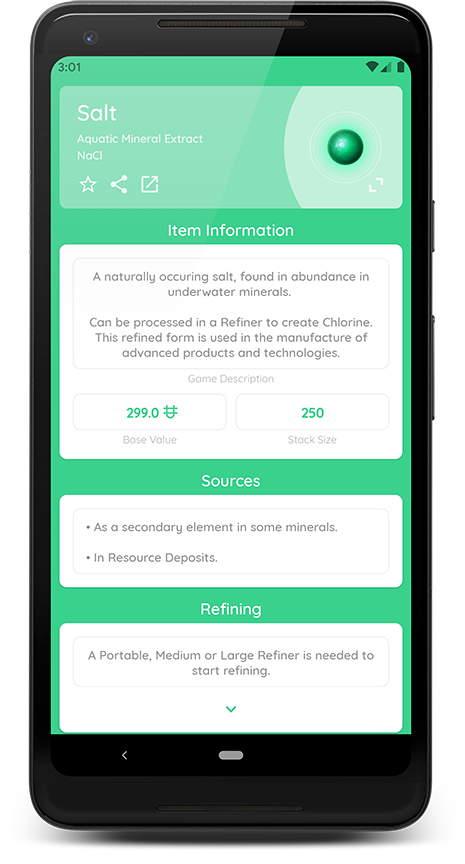 3:01
Salt
Aquatic Mineral Extract
NaCl
Item Information
A naturally occuring salt, found in abundance in
underwater minerals.
Can be processed in a Refiner to create Chlorine.
This refined form is used in the manufacture of
advanced products and technologies.
Game Description
299.0
250
Base Value
Stack Size
Sources
• As a secondary element in some minerals.
• In Resource Deposits.
Refining
A Portable, Medium or Large Refiner is needed to
start refining.